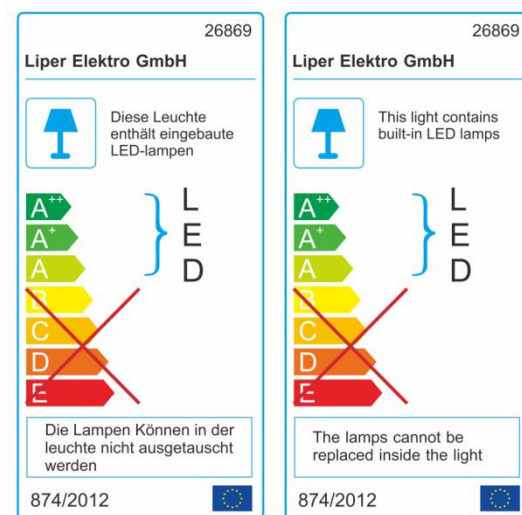 26869
Liper Elektro GmbH
Diese Leuchte
enthält eingebaute
LED-lampen
A++
A+
A
B
C
D
E
L
E
D
Die Lampen Können in der
leuchte nicht ausgetauscht
werden
874/2012
26869
Liper Elektro GmbH
This light contains
built-in LED lamps
A++
A+
A
B
C
D
E
L
E
D
The lamps cannot be
replaced inside the light
874/2012